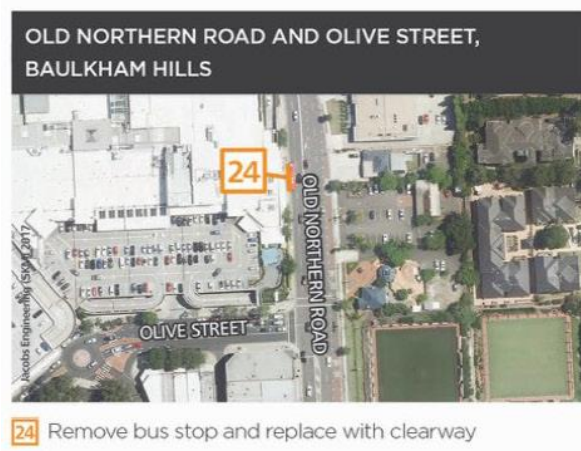 OLD NORTHERN ROAD AND OLIVE STREET,
BAULKHAM HILLS
24
OLD NORTHERN ROAD
OLIVE STREET
Jacobs Engineering (SKM) 2017
24 Remove bus stop and replace with clearway